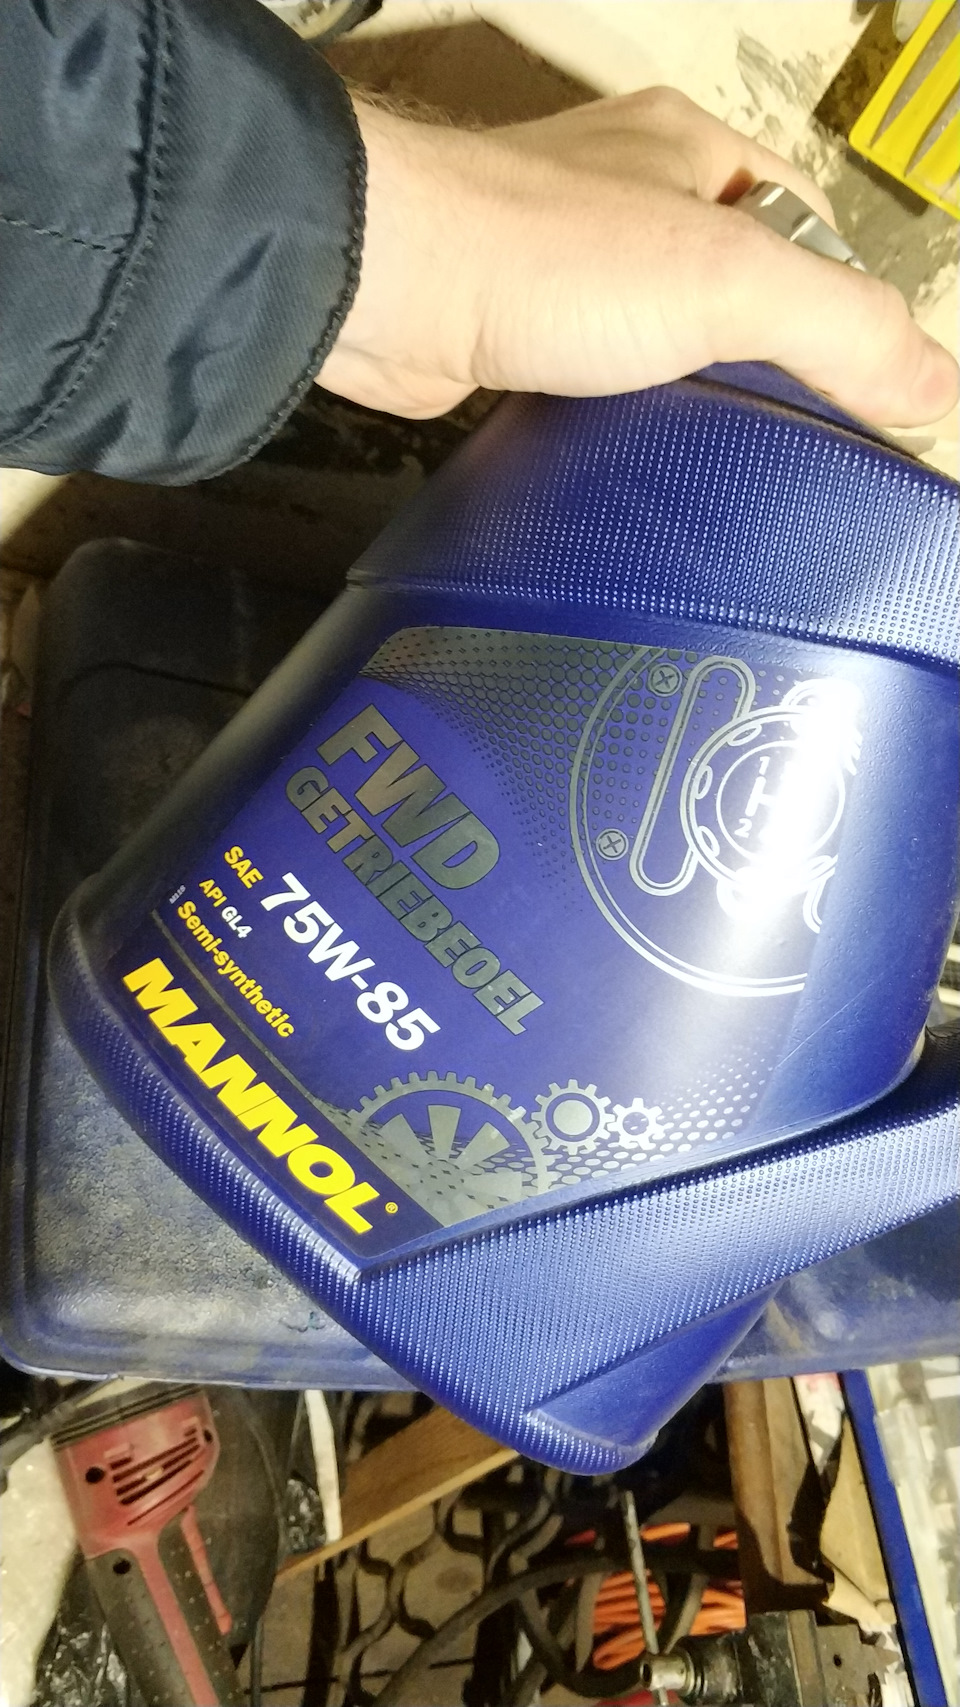 FWD
GETRIEBEOEL
SAE 75W-85
API GL4
Semi-synthetic
MANNOL®